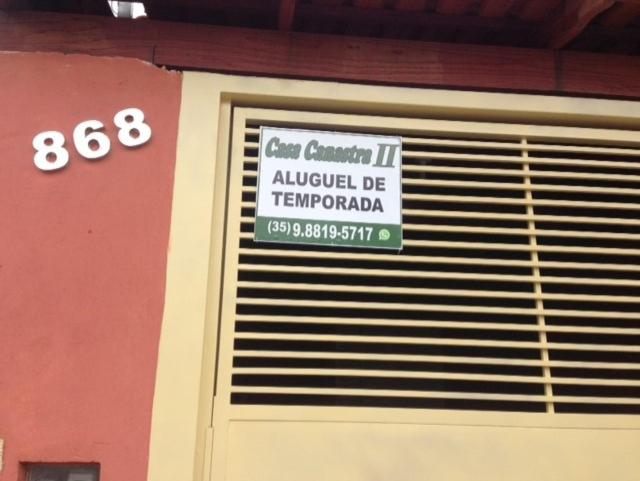 868
Casa Canastra II
ALUGUEL DE
TEMPORADA
(35) 9.8819-5717